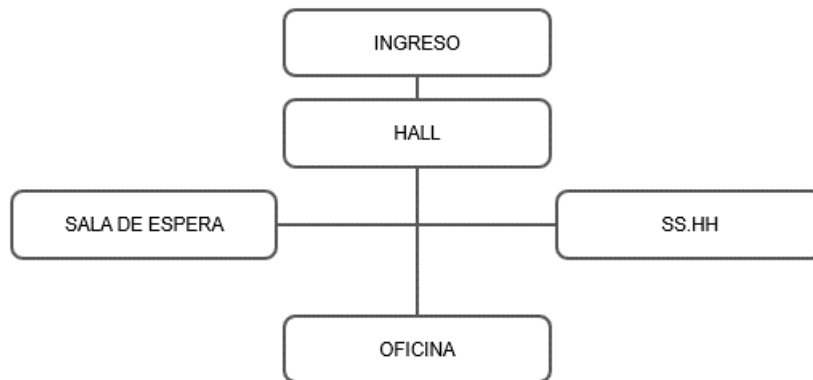 INGRESO
HALL
SALA DE ESPERA
SS.HH
OFICINA